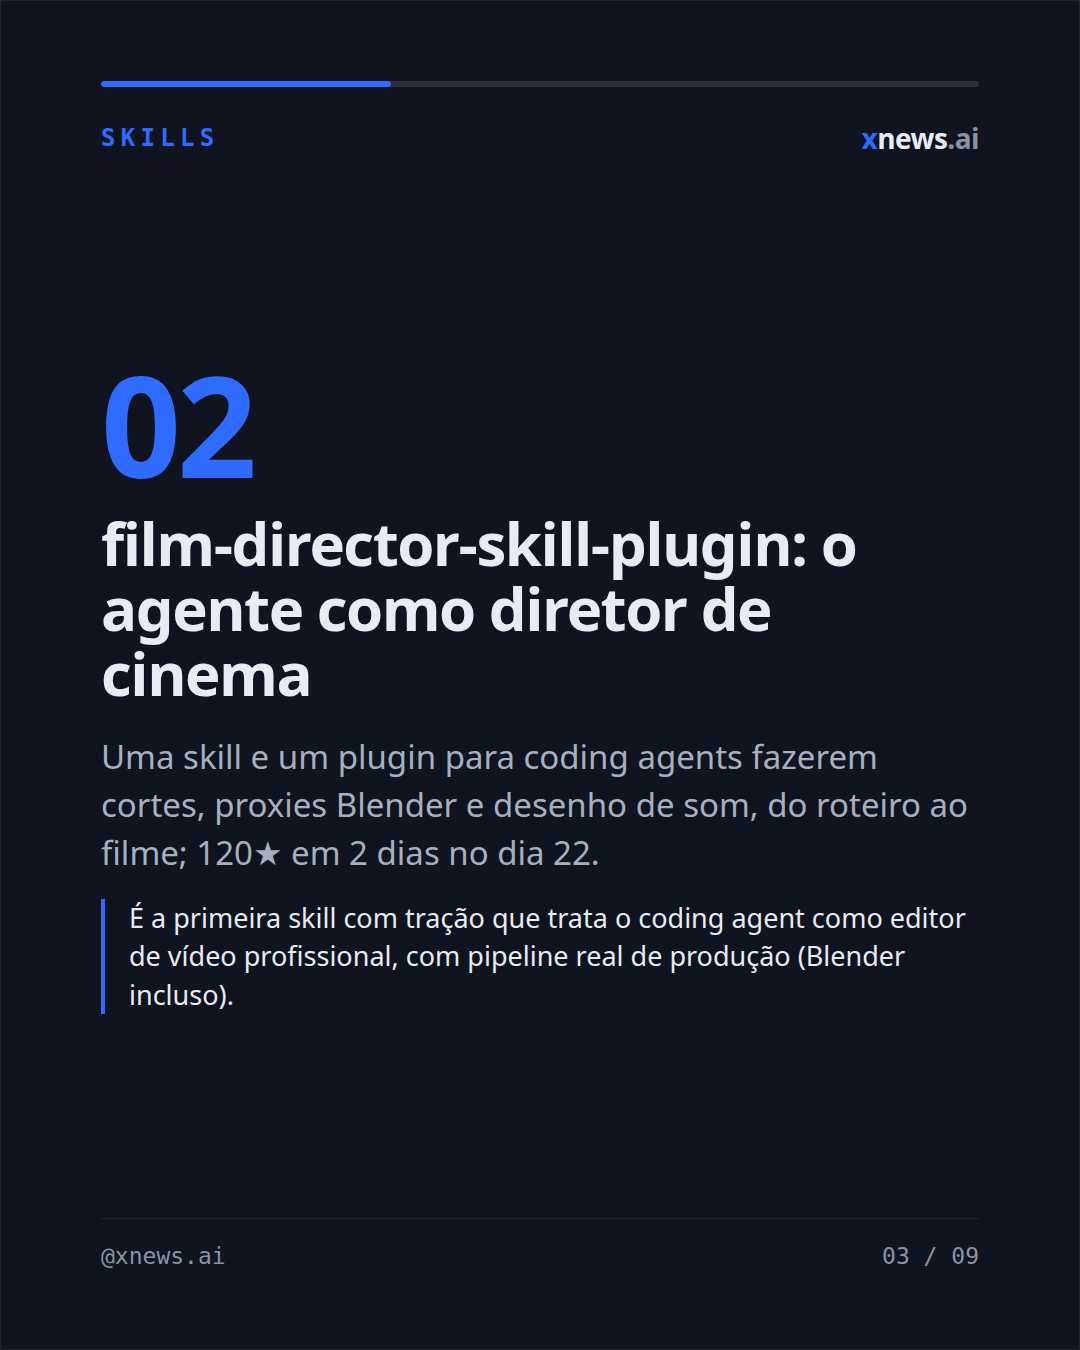 SKILLS
xnews.ai
02
film-director-skill-plugin: o
agente como diretor de
cinema
Uma skill e um plugin para coding agents fazerem
cortes, proxies Blender e desenho de som, do roteiro ao
filme; 120★ em 2 dias no dia 22.
É a primeira skill com tração que trata o coding agent como editor
de vídeo profissional, com pipeline real de produção (Blender
incluso).
@xnews.ai
03 / 09